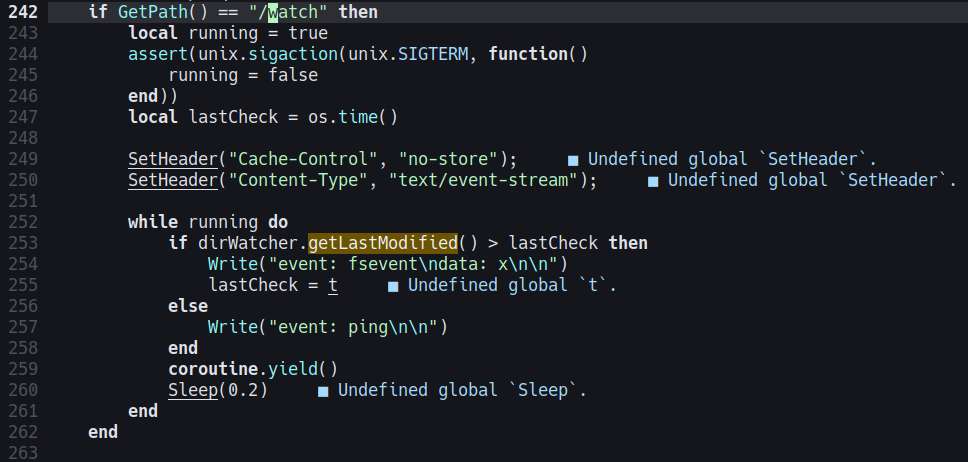 242     if GetPath() == "/watch" then
243         local running = true
244         assert(unix.sigaction(unix.SIGTERM, function()
245             running = false
246         end))
247         local lastCheck = os.time()
248
249         SetHeader("Cache-Control", "no-store");     ■ Undefined global `SetHeader`.
250         SetHeader("Content-Type", "text/event-stream");     ■ Undefined global `SetHeader`.
251
252         while running do
253             if dirWatcher.getLastModified() > lastCheck then
254                 Write("event: fsevent\ndata: x\n\n")
255                 lastCheck = t     ■ Undefined global `t`.
256             else
257                 Write("event: ping\n\n")
258             end
259             coroutine.yield()
260             Sleep(0.2)     ■ Undefined global `Sleep`.
261         end
262     end
263